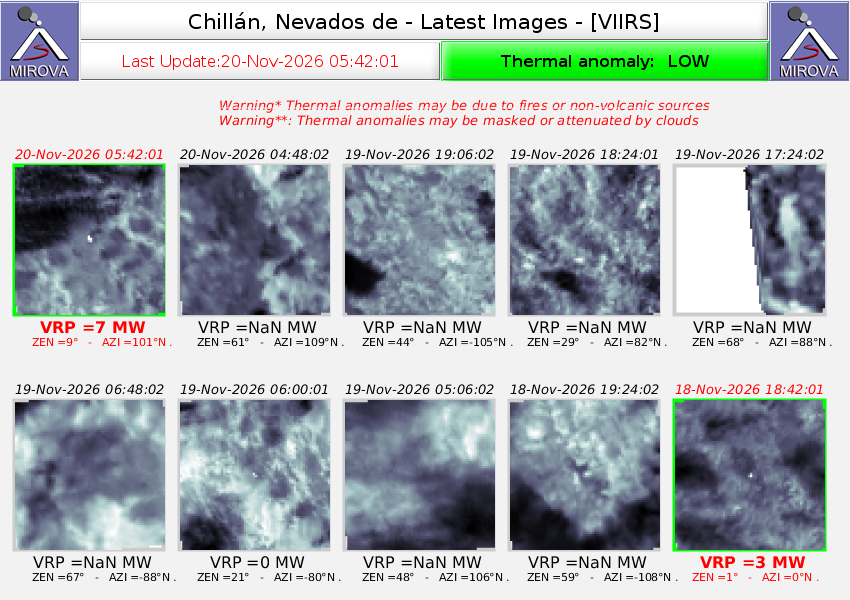 Chillán, Nevados de - Latest Images - [VIIRS]
MIROVA
Last Update:20-Nov-2026 05:42:01
Thermal anomaly: LOW
MIROVA
Warning* Thermal anomalies may be due to fires or non-volcanic sources
Warning**: Thermal anomalies may be masked or attenuated by clouds
20-Nov-2026 05:42:01 20-Nov-2026 04:48:02 19-Nov-2026 19:06:02 19-Nov-2026 18:24:01 19-Nov-2026 17:24:02
VRP =7 MW VRP =NaN MW VRP =NaN MW VRP =NaN MW VRP =NaN MW
ZEN =9° - AZI =101°N . ZEN =61° - AZI =109°N . ZEN =44° - AZI =-105°N . ZEN =29° - AZI =82°N . ZEN =68° - AZI =88°N .
19-Nov-2026 06:48:02 19-Nov-2026 06:00:01 19-Nov-2026 05:06:02 18-Nov-2026 19:24:02 18-Nov-2026 18:42:01
VRP =NaN MW VRP =0 MW VRP =NaN MW VRP =NaN MW VRP =3 MW
ZEN =67° - AZI =-88°N . ZEN =21° - AZI =-80°N . ZEN =48° - AZI =106°N . ZEN =59° - AZI =-108°N . ZEN =1° - AZI =0°N .